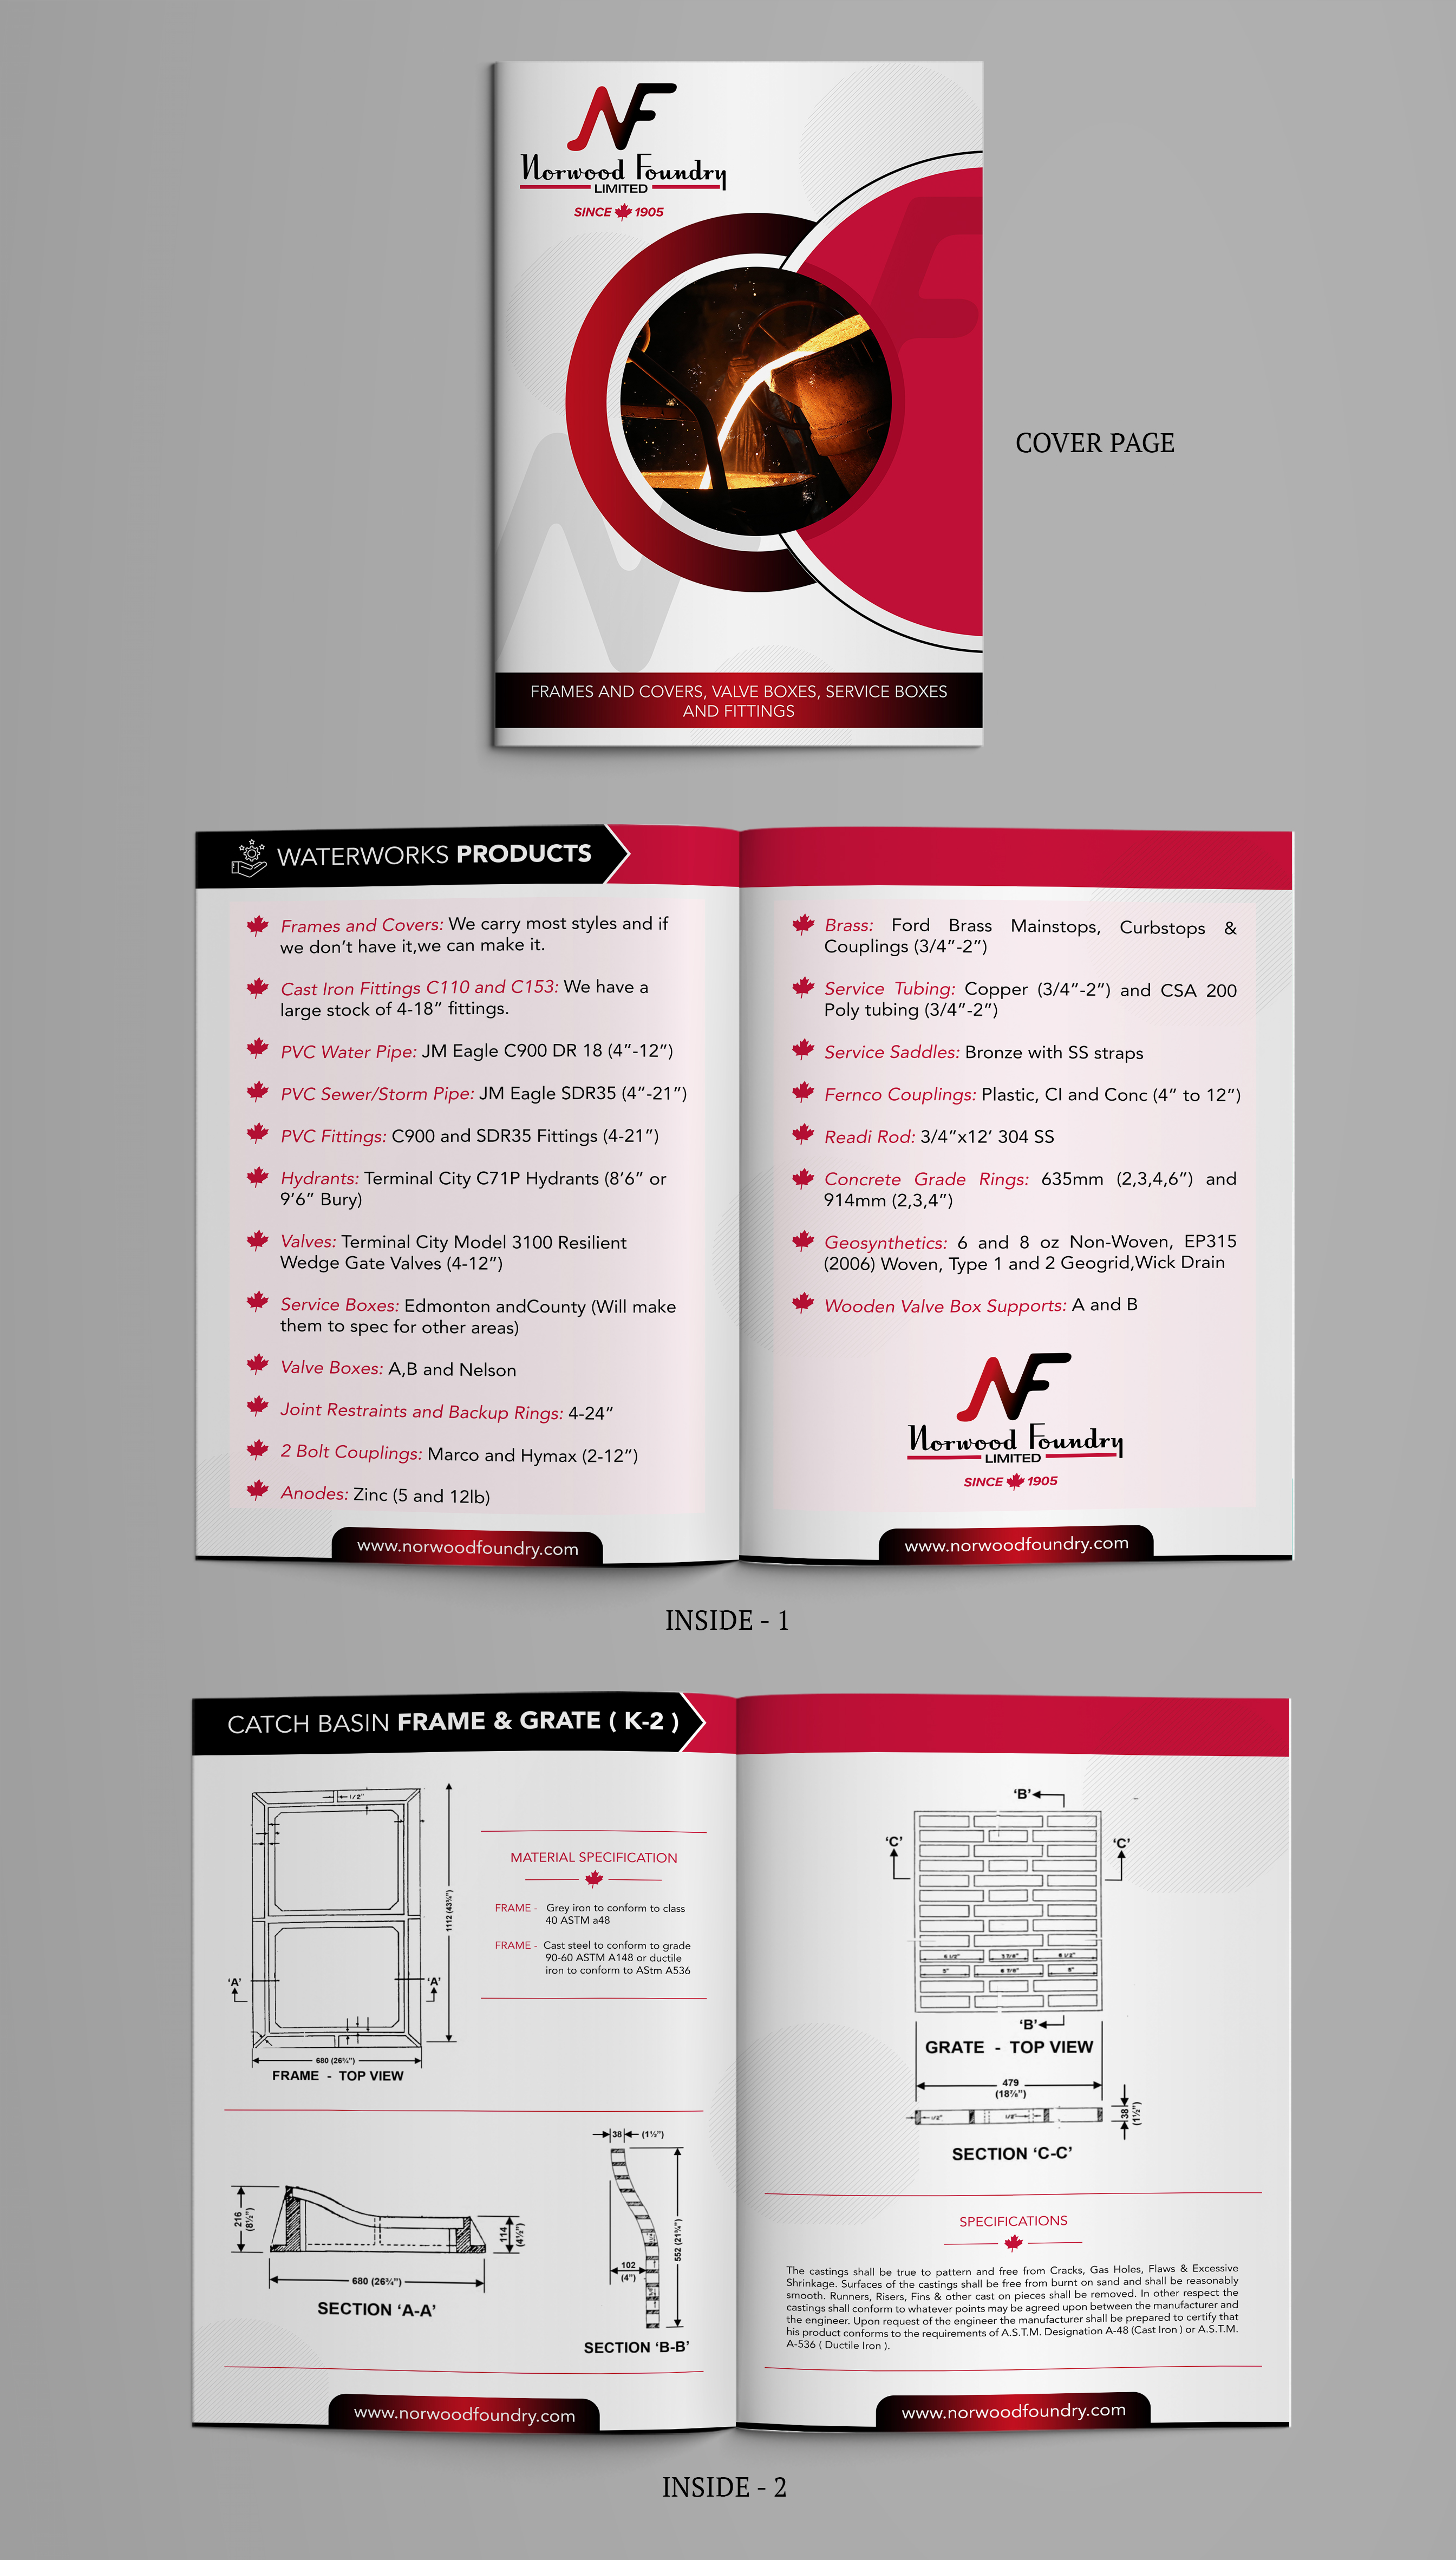 NF
Norwood Foundry
LIMITED
SINCE 1905
FRAMES AND COVERS, VALVE BOXES, SERVICE BOXES
AND FITTINGS
COVER PAGE
WATERWORKS PRODUCTS
Frames and Covers: We carry most styles and if
we don't have it,we can make it.
Cast Iron Fittings C110 and C153: We have a
large stock of 4-18" fittings.
PVC Water Pipe: JM Eagle C900 DR 18 (4"-12")
PVC Sewer/Storm Pipe: JM Eagle SDR35 (4"-21")
PVC Fittings: C900 and SDR35 Fittings (4-21")
Hydrants: Terminal City C71P Hydrants (8'6" or
9'6" Bury)
Valves: Terminal City Model 3100 Resilient
Wedge Gate Valves (4-12")
Service Boxes: Edmonton andCounty (Will make
them to spec for other areas)
Valve Boxes: A,B and Nelson
Joint Restraints and Backup Rings: 4-24"
2 Bolt Couplings: Marco and Hymax (2-12")
Anodes: Zinc (5 and 12lb)
www.norwoodfoundry.com
Brass: Ford Brass Mainstops, Curbstops &
Couplings (3/4"-2")
Service Tubing: Copper (3/4"-2") and CSA 200
Poly tubing (3/4"-2")
Service Saddles: Bronze with SS straps
Fernco Couplings: Plastic, CI and Conc (4" to 12")
Readi Rod: 3/4"x12' 304 SS
Concrete Grade Rings: 635mm (2,3,4,6") and
914mm (2,3,4")
Geosynthetics: 6 and 8 oz Non-Woven, EP315
(2006) Woven, Type 1 and 2 Geogrid,Wick Drain
Wooden Valve Box Supports: A and B
NF
Norwood Foundry
LIMITED
SINCE 1905
www.norwoodfoundry.com
INSIDE - 1
CATCH BASIN FRAME & GRATE ( K-2 )
1/2"
1112 (43¾")
'A'
'A'
680 (26¾")
FRAME - TOP VIEW
MATERIAL SPECIFICATION
FRAME - Grey iron to conform to class
40 ASTM a48
FRAME - Cast steel to conform to grade
90-60 ASTM A148 or ductile
iron to conform to AStm A536
216
(8½")
114
(4½")
680 (26¾")
SECTION 'A-A'
38 (1½")
552 (21¾")
102
(4")
SECTION 'B-B'
www.norwoodfoundry.com
'B'
'C'
'C'
6 1/2" 3 7/8" 6 1/2"
5" 6 7/8" 5"
'B'
GRATE - TOP VIEW
479
(18⅞")
1/2" 1/2"
38
(1½")
SECTION 'C-C'
SPECIFICATIONS
The castings shall be true to pattern and free from Cracks, Gas Holes, Flaws & Excessive
Shrinkage. Surfaces of the castings shall be free from burnt on sand and shall be reasonably
smooth. Runners, Risers, Fins & other cast on pieces shall be removed. In other respect the
castings shall conform to whatever points may be agreed upon between the manufacturer and
the engineer. Upon request of the engineer the manufacturer shall be prepared to certify that
his product conforms to the requirements of A.S.T.M. Designation A-48 (Cast Iron ) or A.S.T.M.
A-536 ( Ductile Iron ).
www.norwoodfoundry.com
INSIDE - 2